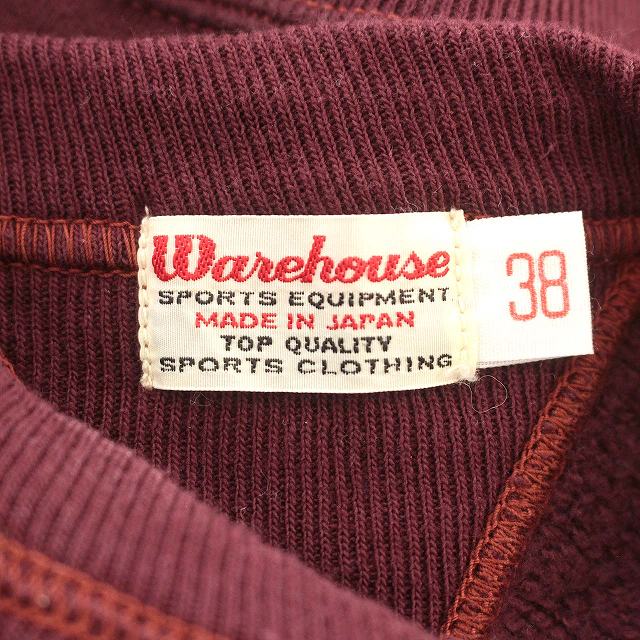 Warehouse
SPORTS EQUIPMENT.
MADE IN JAPAN
TOP QUALITY
SPORTS CLOTHING
38